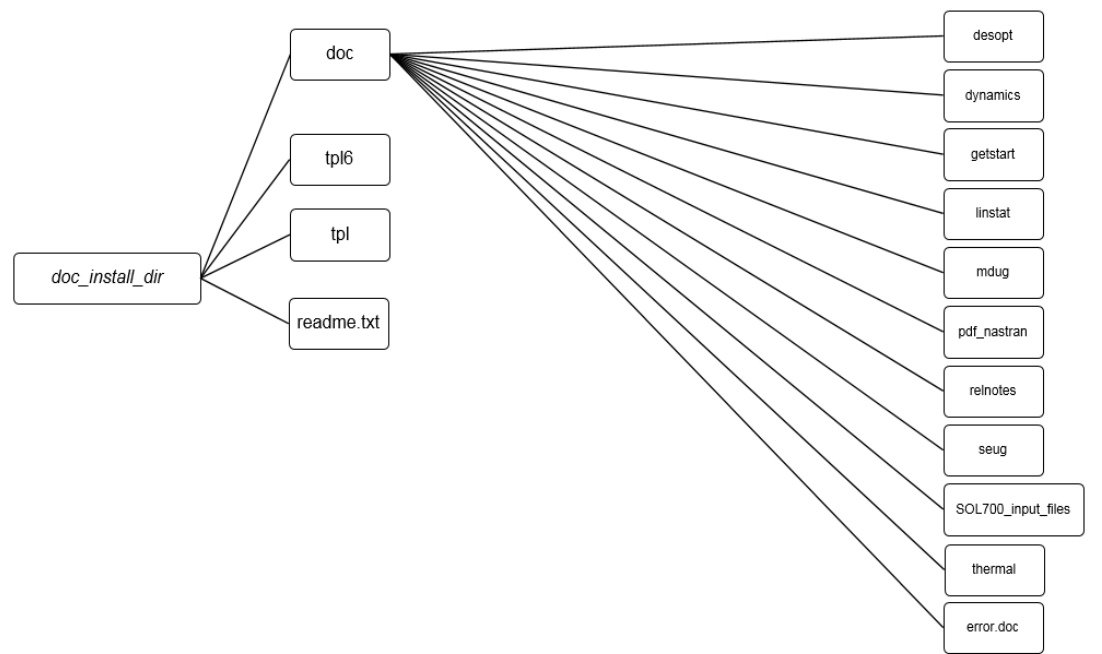 doc_install_dir
doc
tpl6
tpl
readme.txt
desopt
dynamics
getstart
linstat
mdug
pdf_nastran
relnotes
seug
SOL700_input_files
thermal
error.doc